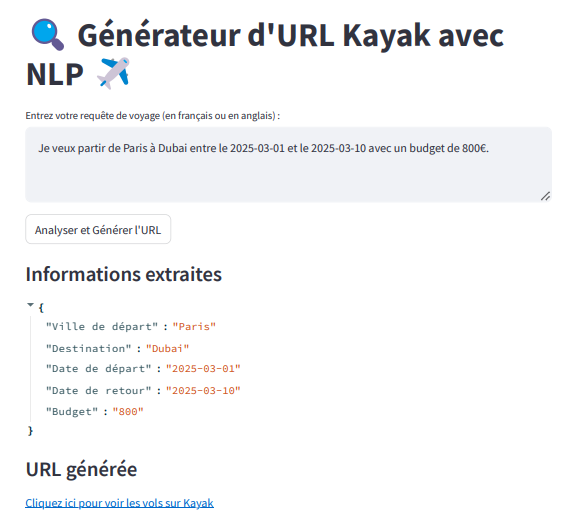 Générateur d'URL Kayak avec
NLP
Entrez votre requête de voyage (en français ou en anglais) :
Je veux partir de Paris à Dubai entre le 2025-03-01 et le 2025-03-10 avec un budget de 800€.
Analyser et Générer l'URL
Informations extraites
{
"Ville de départ" : "Paris"
"Destination" : "Dubai"
"Date de départ" : "2025-03-01"
"Date de retour" : "2025-03-10"
"Budget" : "800"
}
URL générée
Cliquez ici pour voir les vols sur Kayak